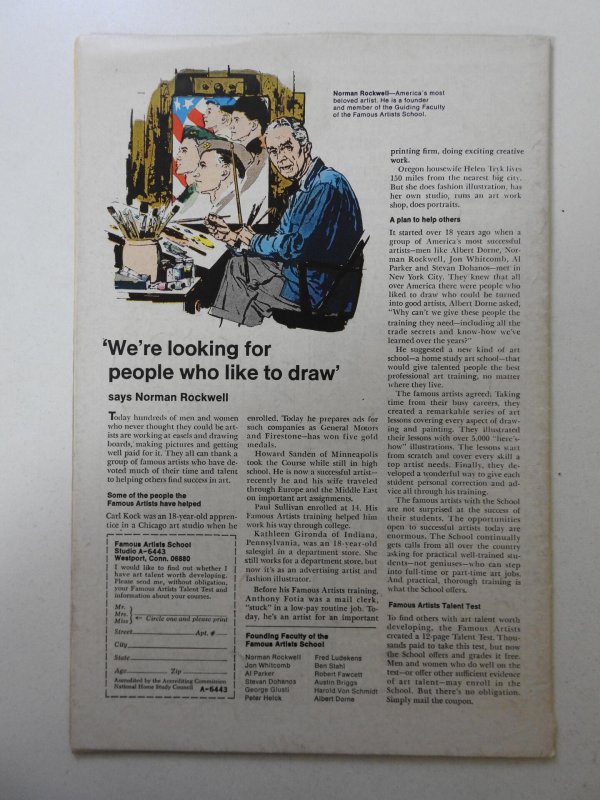 Norman Rockwell—America's most
beloved artist. He is a founder
and member of the Guiding Faculty
of the Famous Artists School.
'We're looking for
people who like to draw'
says Norman Rockwell
Today hundreds of men and women
who never thought they could be art-
ists are working at easels and drawing
boards, making pictures and getting
well paid for it. They all can thank a
group of famous artists who have de-
voted much of their time and talent
to helping others find success in art.
Some of the people the
Famous Artists have helped
Carl Kock was an 18-year-old appren-
tice in a Chicago art studio when he
enrolled. Today he prepares ads for
such companies as General Motors
and Firestone—has won five gold
medals.
Howard Sanden of Minneapolis
took the Course while still in high
school. He is now a successful artist—
recently he and his wife traveled
through Europe and the Middle East
on important art assignments.
Paul Sullivan enrolled at 14. His
Famous Artists training helped him
work his way through college.
Kathleen Gironda of Indiana,
Pennsylvania, was an 18-year-old
salesgirl in a department store. She
still works for a department store, but
now it's as an advertising artist and
fashion illustrator.
Before his Famous Artists training,
Anthony Fotia was a mail clerk,
"stuck" in a low-pay routine job. To-
day, he's an artist for an important
printing firm, doing exciting creative
work.
Oregon housewife Helen Tryk lives
150 miles from the nearest big city.
But she does fashion illustration, has
her own studio, runs an art work
shop, does portraits.
A plan to help others
It started over 18 years ago when a
group of America's most successful
artists—men like Albert Dorne, Nor-
man Rockwell, Jon Whitcomb, Al
Parker and Stevan Dohanos—met in
New York City. They knew that all
over America there were people who
liked to draw who could be turned
into good artists. Albert Dorne asked,
"Why can't we give these people the
training they need—including all the
trade secrets and know-how we've
learned over the years?"
He suggested a new kind of art
school—a home study art school—that
would give talented people the best
professional art training, no matter
where they live.
The famous artists agreed. Taking
time from their busy careers, they
created a remarkable series of art
lessons covering every aspect of draw-
ing and painting. They illustrated
their lessons with over 5,000 "here's-
how" illustrations. The lessons start
from scratch and cover every skill a
top artist needs. Finally, they de-
veloped a wonderful way to give each
student personal correction and ad-
vice all through his training.
The famous artists with the School
are not surprised at the success of
their students. The opportunities
open to successful artists today are
enormous. The School continually
gets calls from all over the country
asking for practical well-trained stu-
dents—not geniuses—who can step
into full-time or part-time art jobs.
And practical, thorough training is
what the School offers.
Famous Artists Talent Test
To find others with art talent worth
developing, the Famous Artists
created a 12-page Talent Test. Thou-
sands paid to take this test, but now
the School offers and grades it free.
Men and women who do well on the
test—or offer other sufficient evidence
of art talent—may enroll in the
School. But there's no obligation.
Simply mail the coupon.
Famous Artists School
Studio A-6443
Westport, Conn. 06880
I would like to find out whether I
have art talent worth developing.
Please send me, without obligation,
your Famous Artists Talent Test and
information about your courses.
Mr.
Mrs.
Miss ← Circle one and please print
Street Apt. #
City
State
Age Zip
Accredited by the Accrediting Commission
National Home Study Council A-6443
Founding Faculty of the
Famous Artists School
Norman Rockwell
Jon Whitcomb
Al Parker
Stevan Dohanos
George Giusti
Peter Helck
Fred Ludekens
Ben Stahl
Robert Fawcett
Austin Briggs
Harold Von Schmidt
Albert Dorne